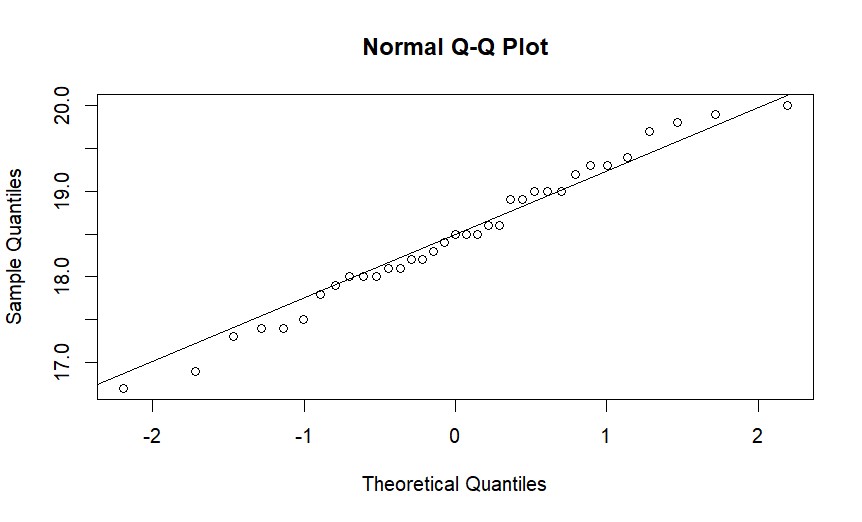 Normal Q-Q Plot
20.0
19.0
18.0
17.0
Sample Quantiles
-2 -1 0 1 2
Theoretical Quantiles